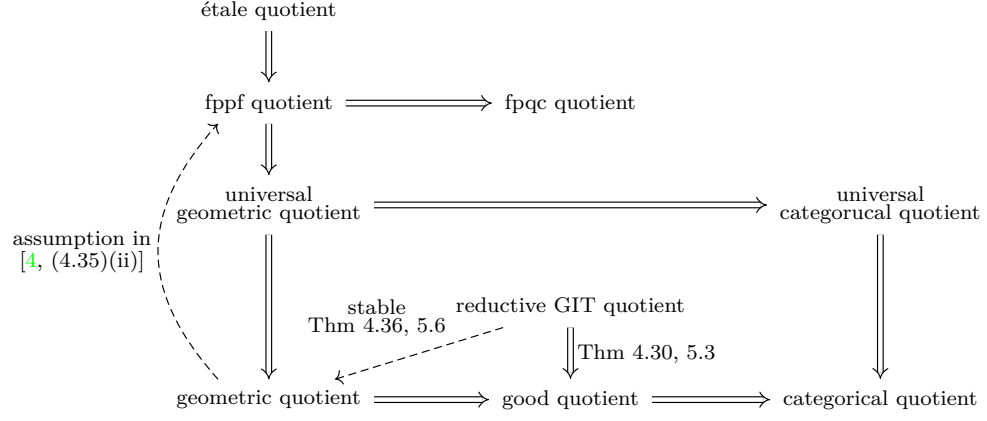 étale quotient
fppf quotient
fpqc quotient
universal
geometric quotient
universal
categorucal quotient
assumption in
[4, (4.35)(ii)]
stable
Thm 4.36, 5.6
reductive GIT quotient
Thm 4.30, 5.3
geometric quotient
good quotient
categorical quotient